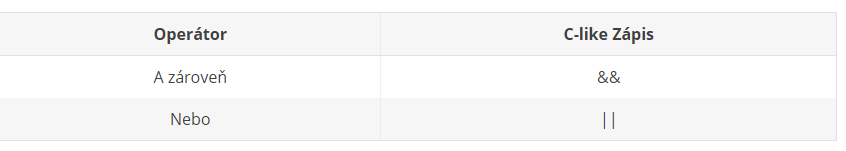 Operátor C-like Zápis
A zároveň &&
Nebo ||